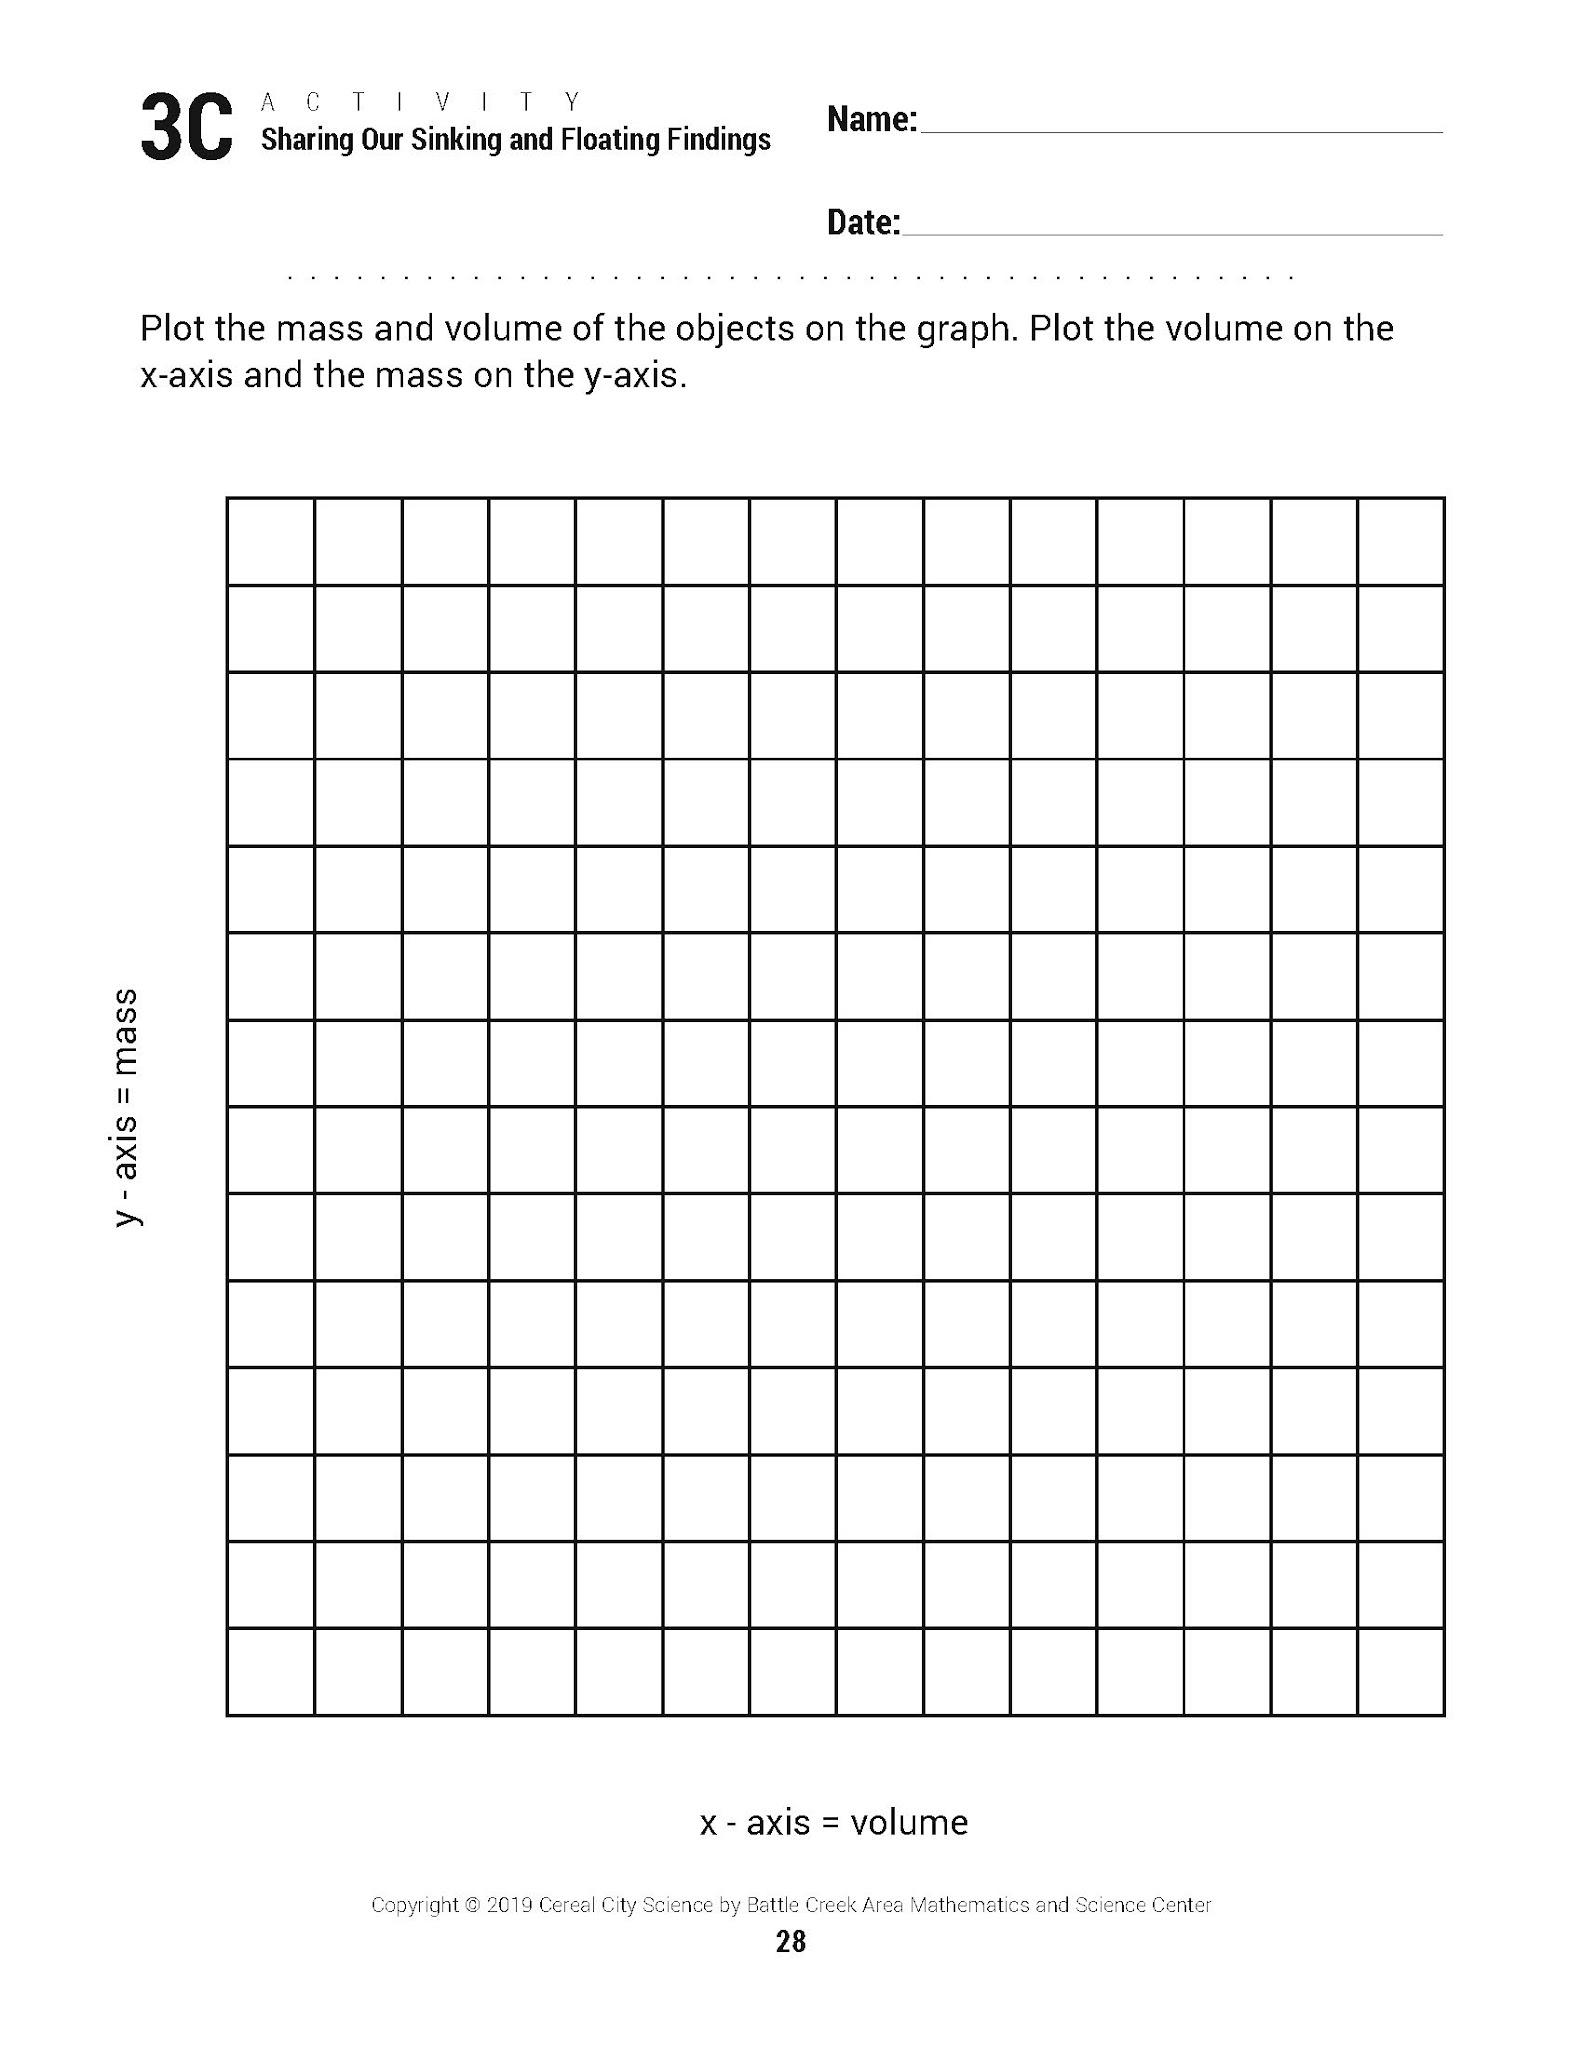 3C
ACTIVITY
Sharing Our Sinking and Floating Findings
Name:
Date:
Plot the mass and volume of the objects on the graph. Plot the volume on the
x-axis and the mass on the y-axis.
y - axis = mass
x - axis = volume
Copyright © 2019 Cereal City Science by Battle Creek Area Mathematics and Science Center
28